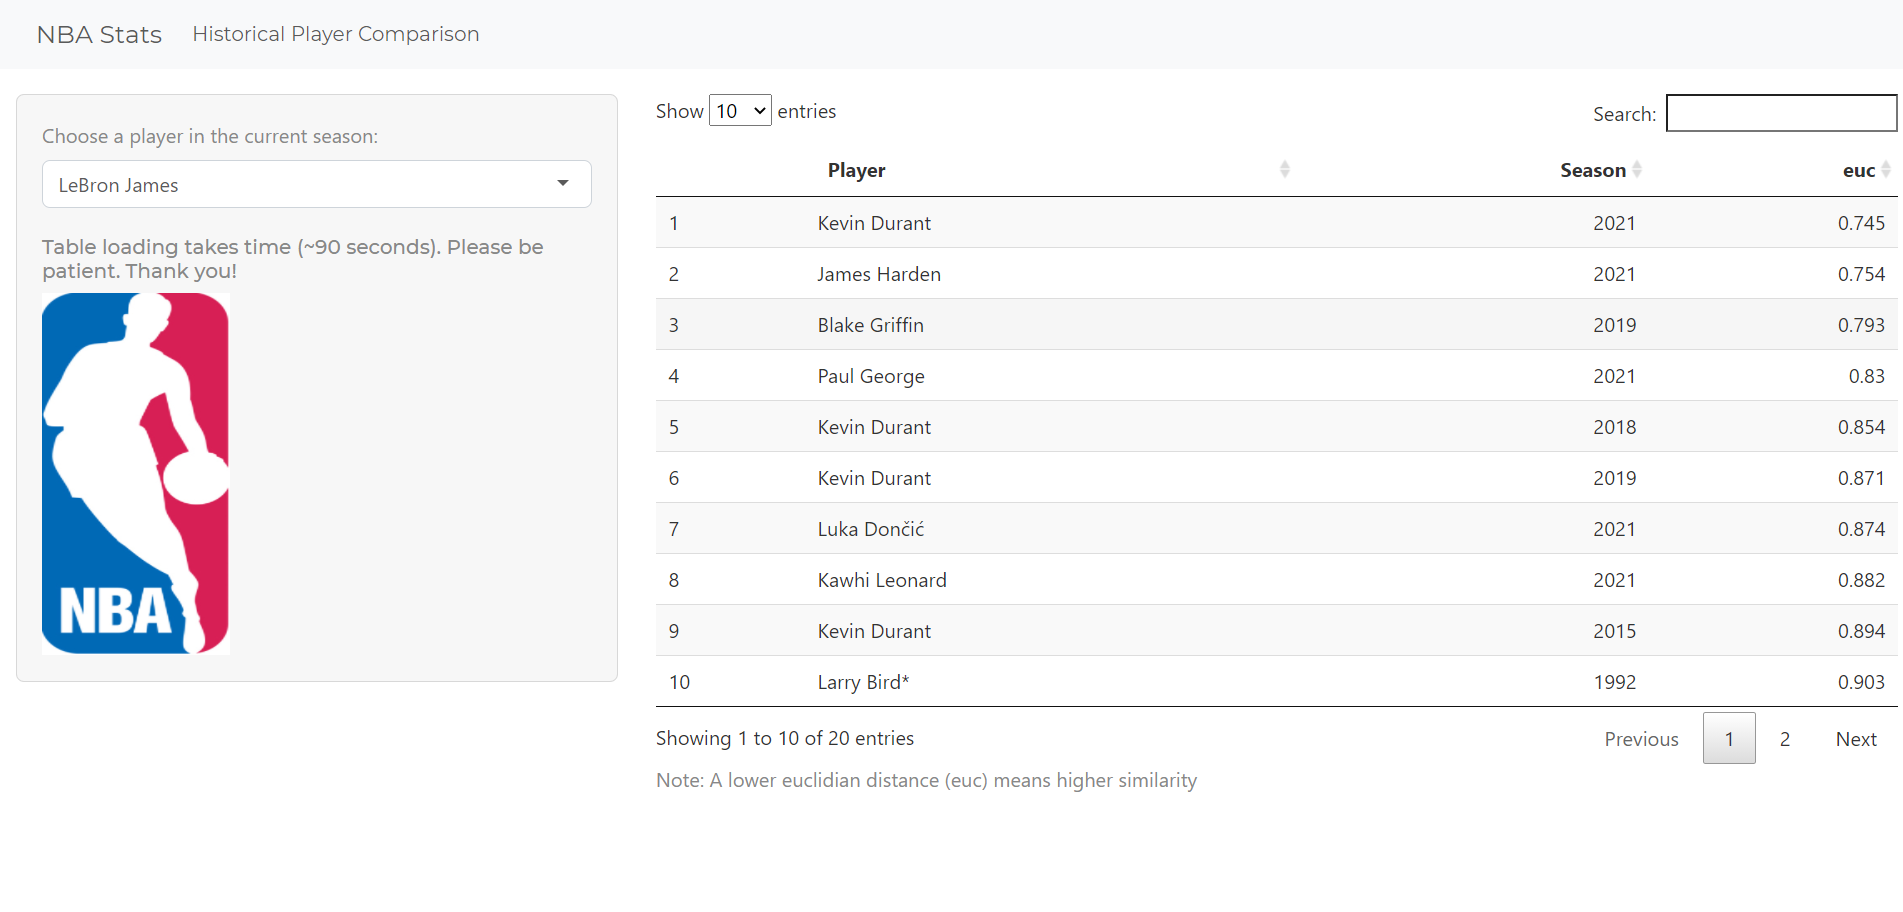 NBA Stats Historical Player Comparison
Choose a player in the current season:
LeBron James
Table loading takes time (~90 seconds). Please be
patient. Thank you!
NBA
Show 10 entries
Search:
Player Season euc
1 Kevin Durant 2021 0.745
2 James Harden 2021 0.754
3 Blake Griffin 2019 0.793
4 Paul George 2021 0.83
5 Kevin Durant 2018 0.854
6 Kevin Durant 2019 0.871
7 Luka Dončić 2021 0.874
8 Kawhi Leonard 2021 0.882
9 Kevin Durant 2015 0.894
10 Larry Bird* 1992 0.903
Showing 1 to 10 of 20 entries
Previous 1 2 Next
Note: A lower euclidian distance (euc) means higher similarity